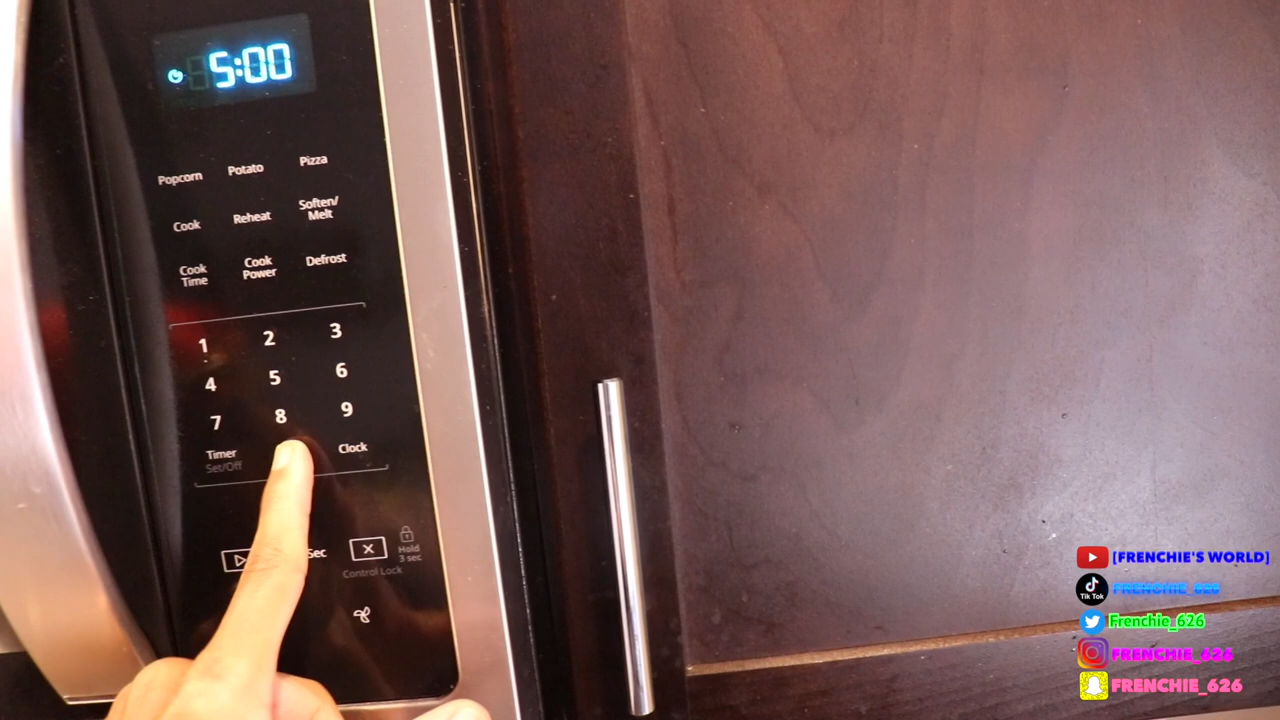 5:00
Popcorn Potato Pizza
Cook Reheat Soften/
Melt
Cook
Time Cook
Power Defrost
1 2 3
4 5 6
7 8 9
Timer
Set/Off Clock
Sec
Hold
3 sec
Control Lock
[FRENCHIE'S WORLD]
Tik Tok FRENCHIE_626
Frenchie_626
FRENCHIE_626
FRENCHIE_626